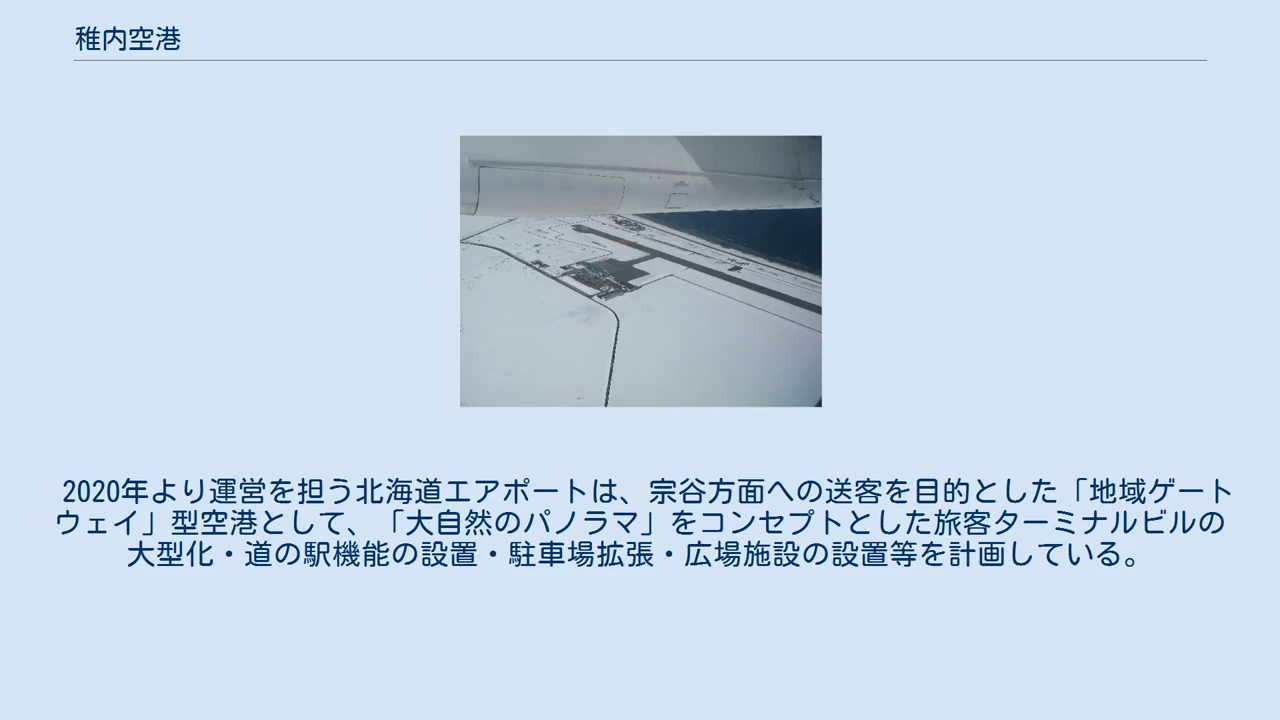 稚内空港
2020年より運営を担う北海道エアポートは、宗谷方面への送客を目的とした「地域ゲート
ウェイ」型空港として、「大自然のパノラマ」をコンセプトとした旅客ターミナルビルの
大型化・道の駅機能の設置・駐車場拡張・広場施設の設置等を計画している。